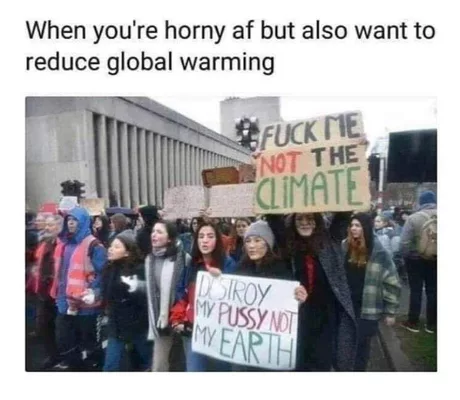 When you're horny af but also want to
reduce global warming
FUCK ME
NOT THE
CLIMATE
DESTROY
MY PUSSY NOT
MY EARTH